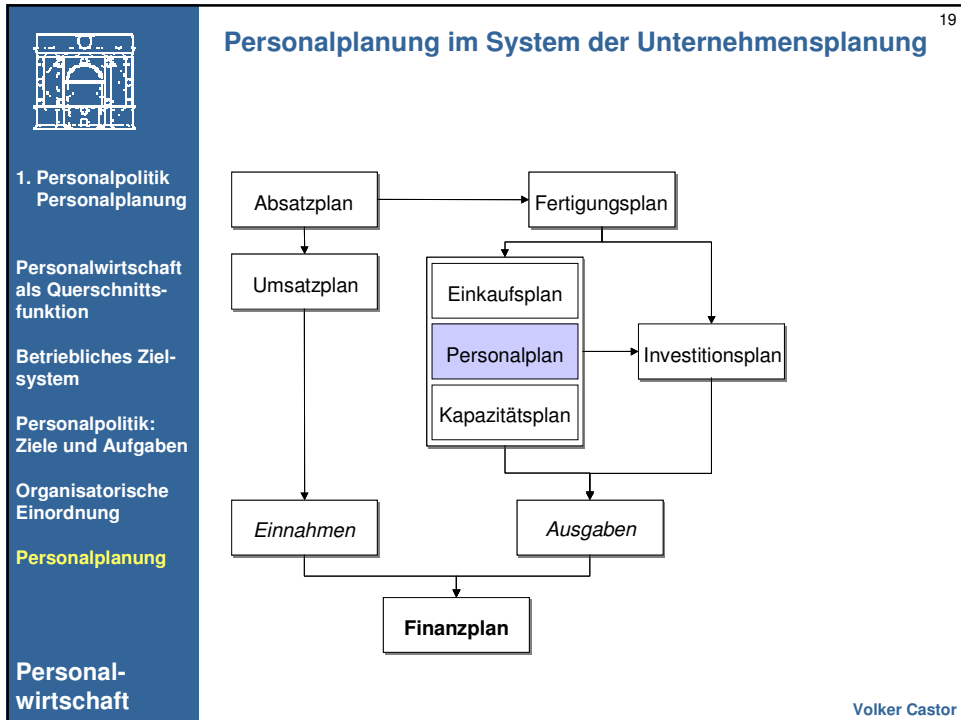 19
Personalplanung im System der Unternehmensplanung
1. Personalpolitik
Personalplanung
Personalwirtschaft
als Querschnitts-
funktion
Betriebliches Ziel-
system
Personalpolitik:
Ziele und Aufgaben
Organisatorische
Einordnung
Personalplanung
Personal-
wirtschaft
Absatzplan
Fertigungsplan
Umsatzplan
Einkaufsplan
Personalplan
Investitionsplan
Kapazitätsplan
Einnahmen
Ausgaben
Finanzplan
Volker Castor